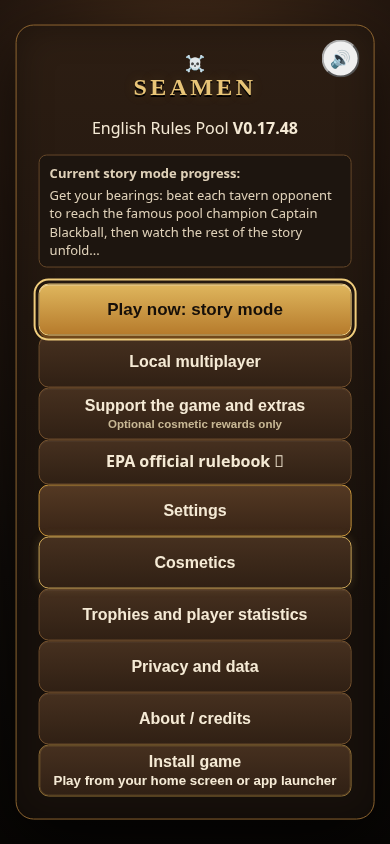 SEAMEN
English Rules Pool V0.17.48
Current story mode progress:
Get your bearings: beat each tavern opponent
to reach the famous pool champion Captain
Blackball, then watch the rest of the story
unfold...
Play now: story mode
Local multiplayer
Support the game and extras
Optional cosmetic rewards only
EPA official rulebook
Settings
Cosmetics
Trophies and player statistics
Privacy and data
About / credits
Install game
Play from your home screen or app launcher